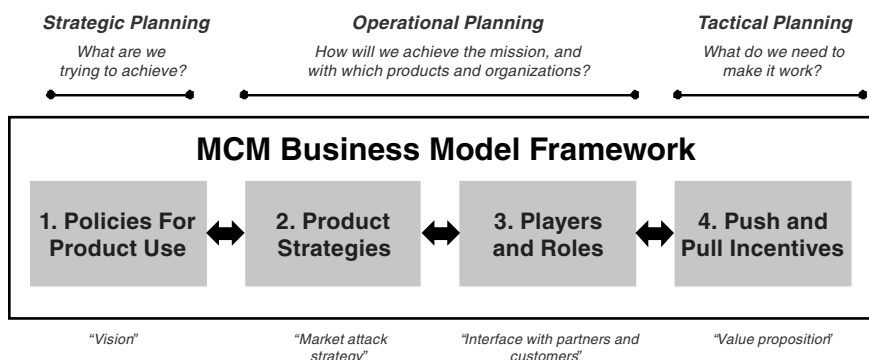 Strategic Planning
What are we
trying to achieve?
Operational Planning
How will we achieve the mission, and
with which products and organizations?
Tactical Planning
What do we need to
make it work?
MCM Business Model Framework
1. Policies For
Product Use
2. Product
Strategies
3. Players
and Roles
4. Push and
Pull Incentives
“Vision”
“Market attack
strategy”
“Interface with partners and
customers”
“Value proposition”